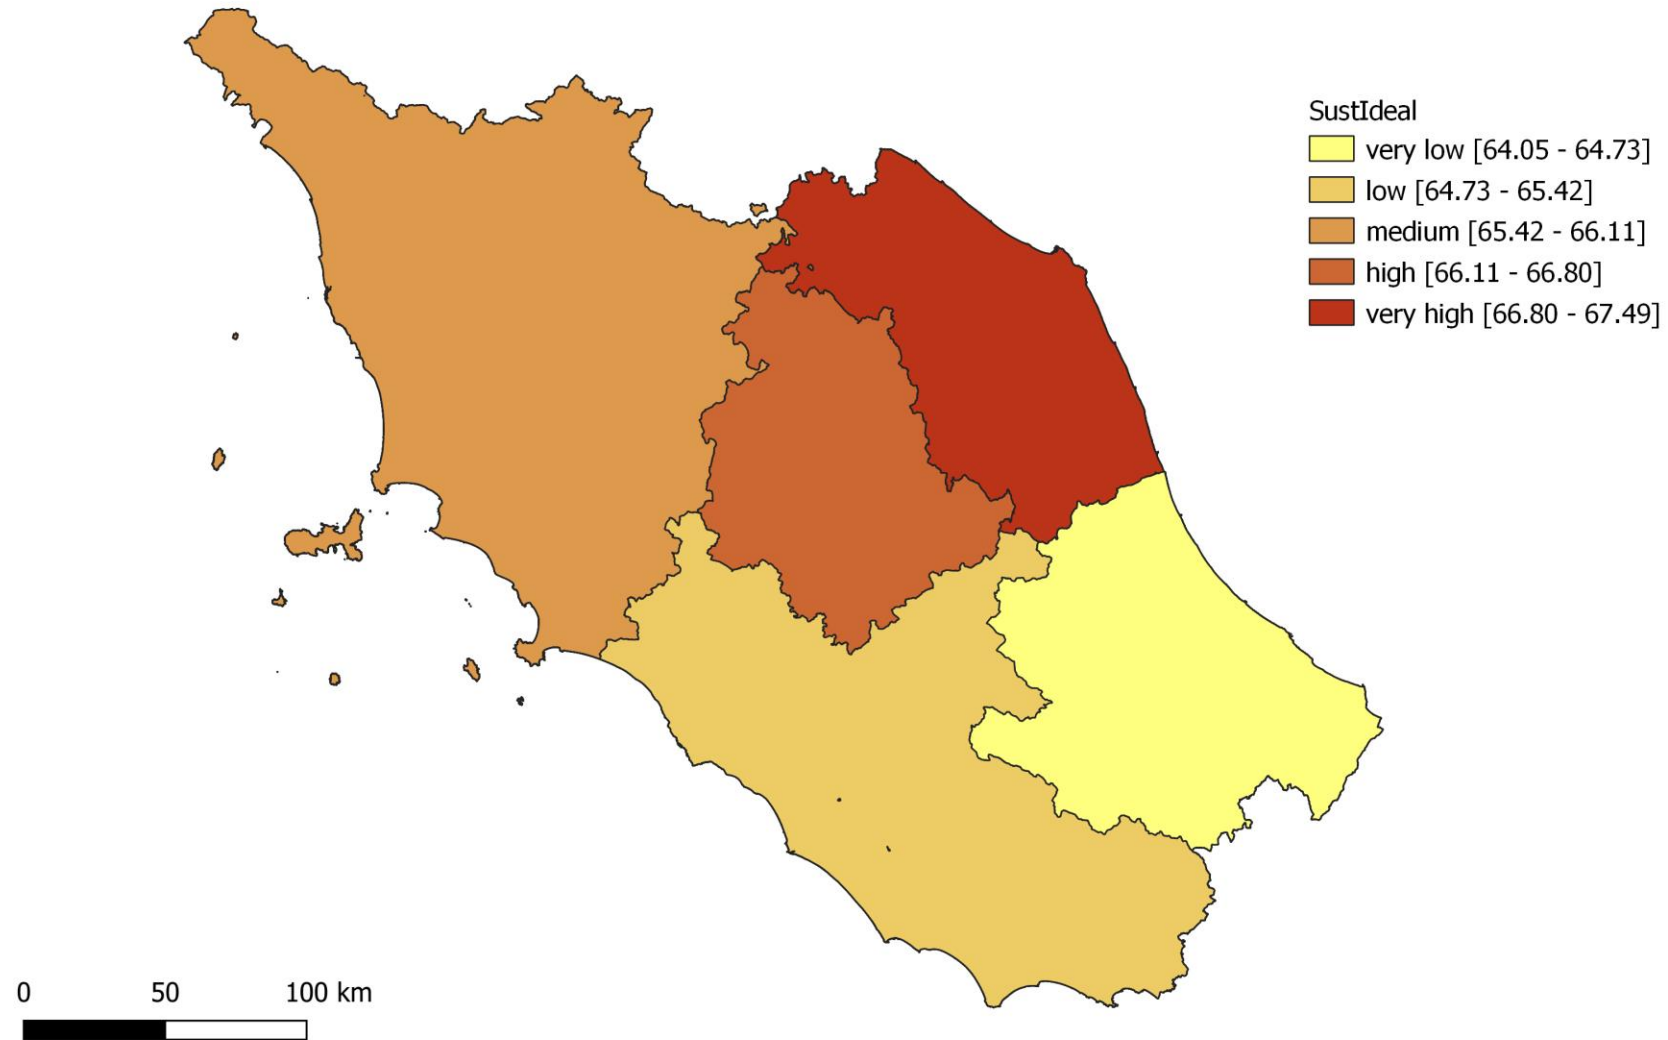 SustIdeal
very low [64.05 - 64.73]
low [64.73 - 65.42]
medium [65.42 - 66.11]
high [66.11 - 66.80]
very high [66.80 - 67.49]
0 50 100 km